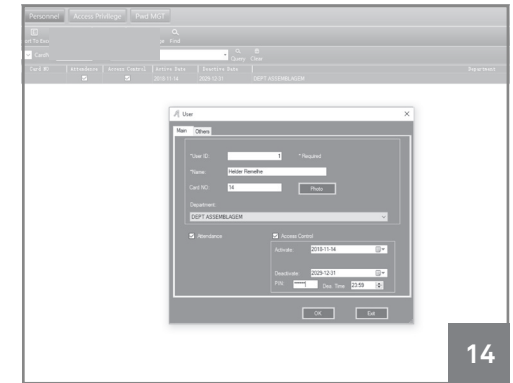 Personnel Access Privilege Pwd MGT
Find
Query Clear
Card NO Attendance Access Control Active Date Inactive Date Department
2018-11-14 2029-12-31 DEPT ASSEMBLAGEM
User
Main Others
*User ID: 1 *Required
*Name: Helder Remelhe
Card NO. 14 Photo
Department:
DEPT ASSEMBLAGEM
Attendance Access Control
Activate: 2018-11-14
Deactivate: 2029-12-31
PIN Dea. Time 23:59
OK Exit
14